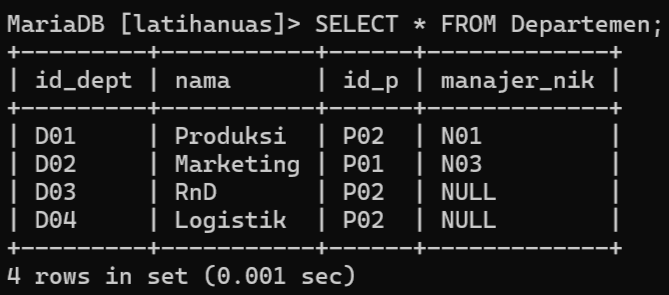 MariaDB [latihanuas]> SELECT * FROM Departemen;
+---------+-----------+------+-------------+
| id_dept | nama      | id_p | manajer_nik |
+---------+-----------+------+-------------+
| D01     | Produksi  | P02  | N01         |
| D02     | Marketing | P01  | N03         |
| D03     | RnD       | P02  | NULL        |
| D04     | Logistik  | P02  | NULL        |
+---------+-----------+------+-------------+
4 rows in set (0.001 sec)